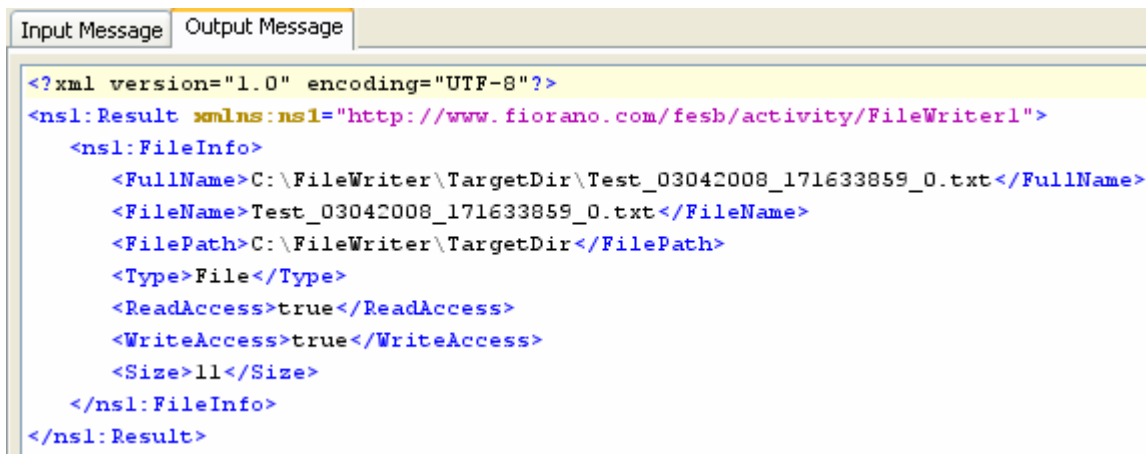 Input Message Output Message
<?xml version="1.0" encoding="UTF-8"?>
<ns1:Result xmlns:ns1="http://www.fiorano.com/fesb/activity/FileWriter1">
<ns1:FileInfo>
<FullName>C:\FileWriter\TargetDir\Test_03042008_171633859_0.txt</FullName>
<FileName>Test_03042008_171633859_0.txt</FileName>
<FilePath>C:\FileWriter\TargetDir</FilePath>
<Type>File</Type>
<ReadAccess>true</ReadAccess>
<WriteAccess>true</WriteAccess>
<Size>11</Size>
</ns1:FileInfo>
</ns1:Result>